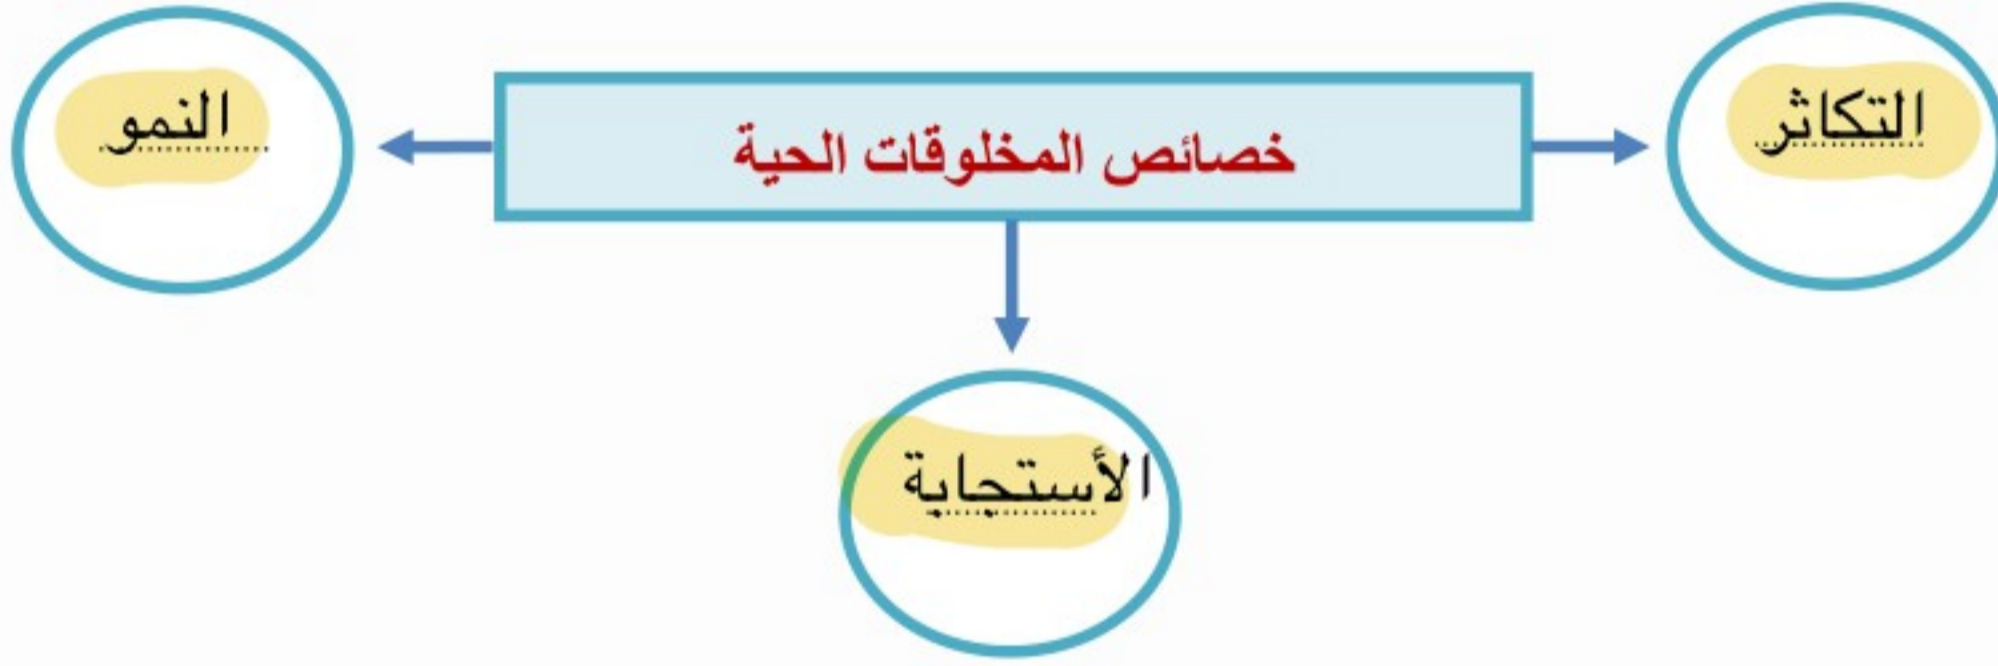 خصائص المخلوقات الحية
التكاثر
النمو
الأستجابة